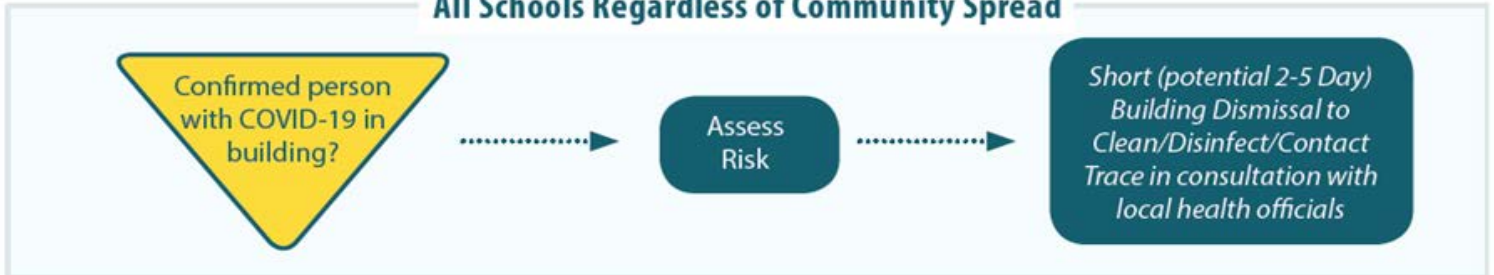 All Schools Regardless of Community Spread
Confirmed person
with COVID-19 in
building?
Assess
Risk
Short (potential 2-5 Day)
Building Dismissal to
Clean/Disinfect/Contact
Trace in consultation with
local health officials